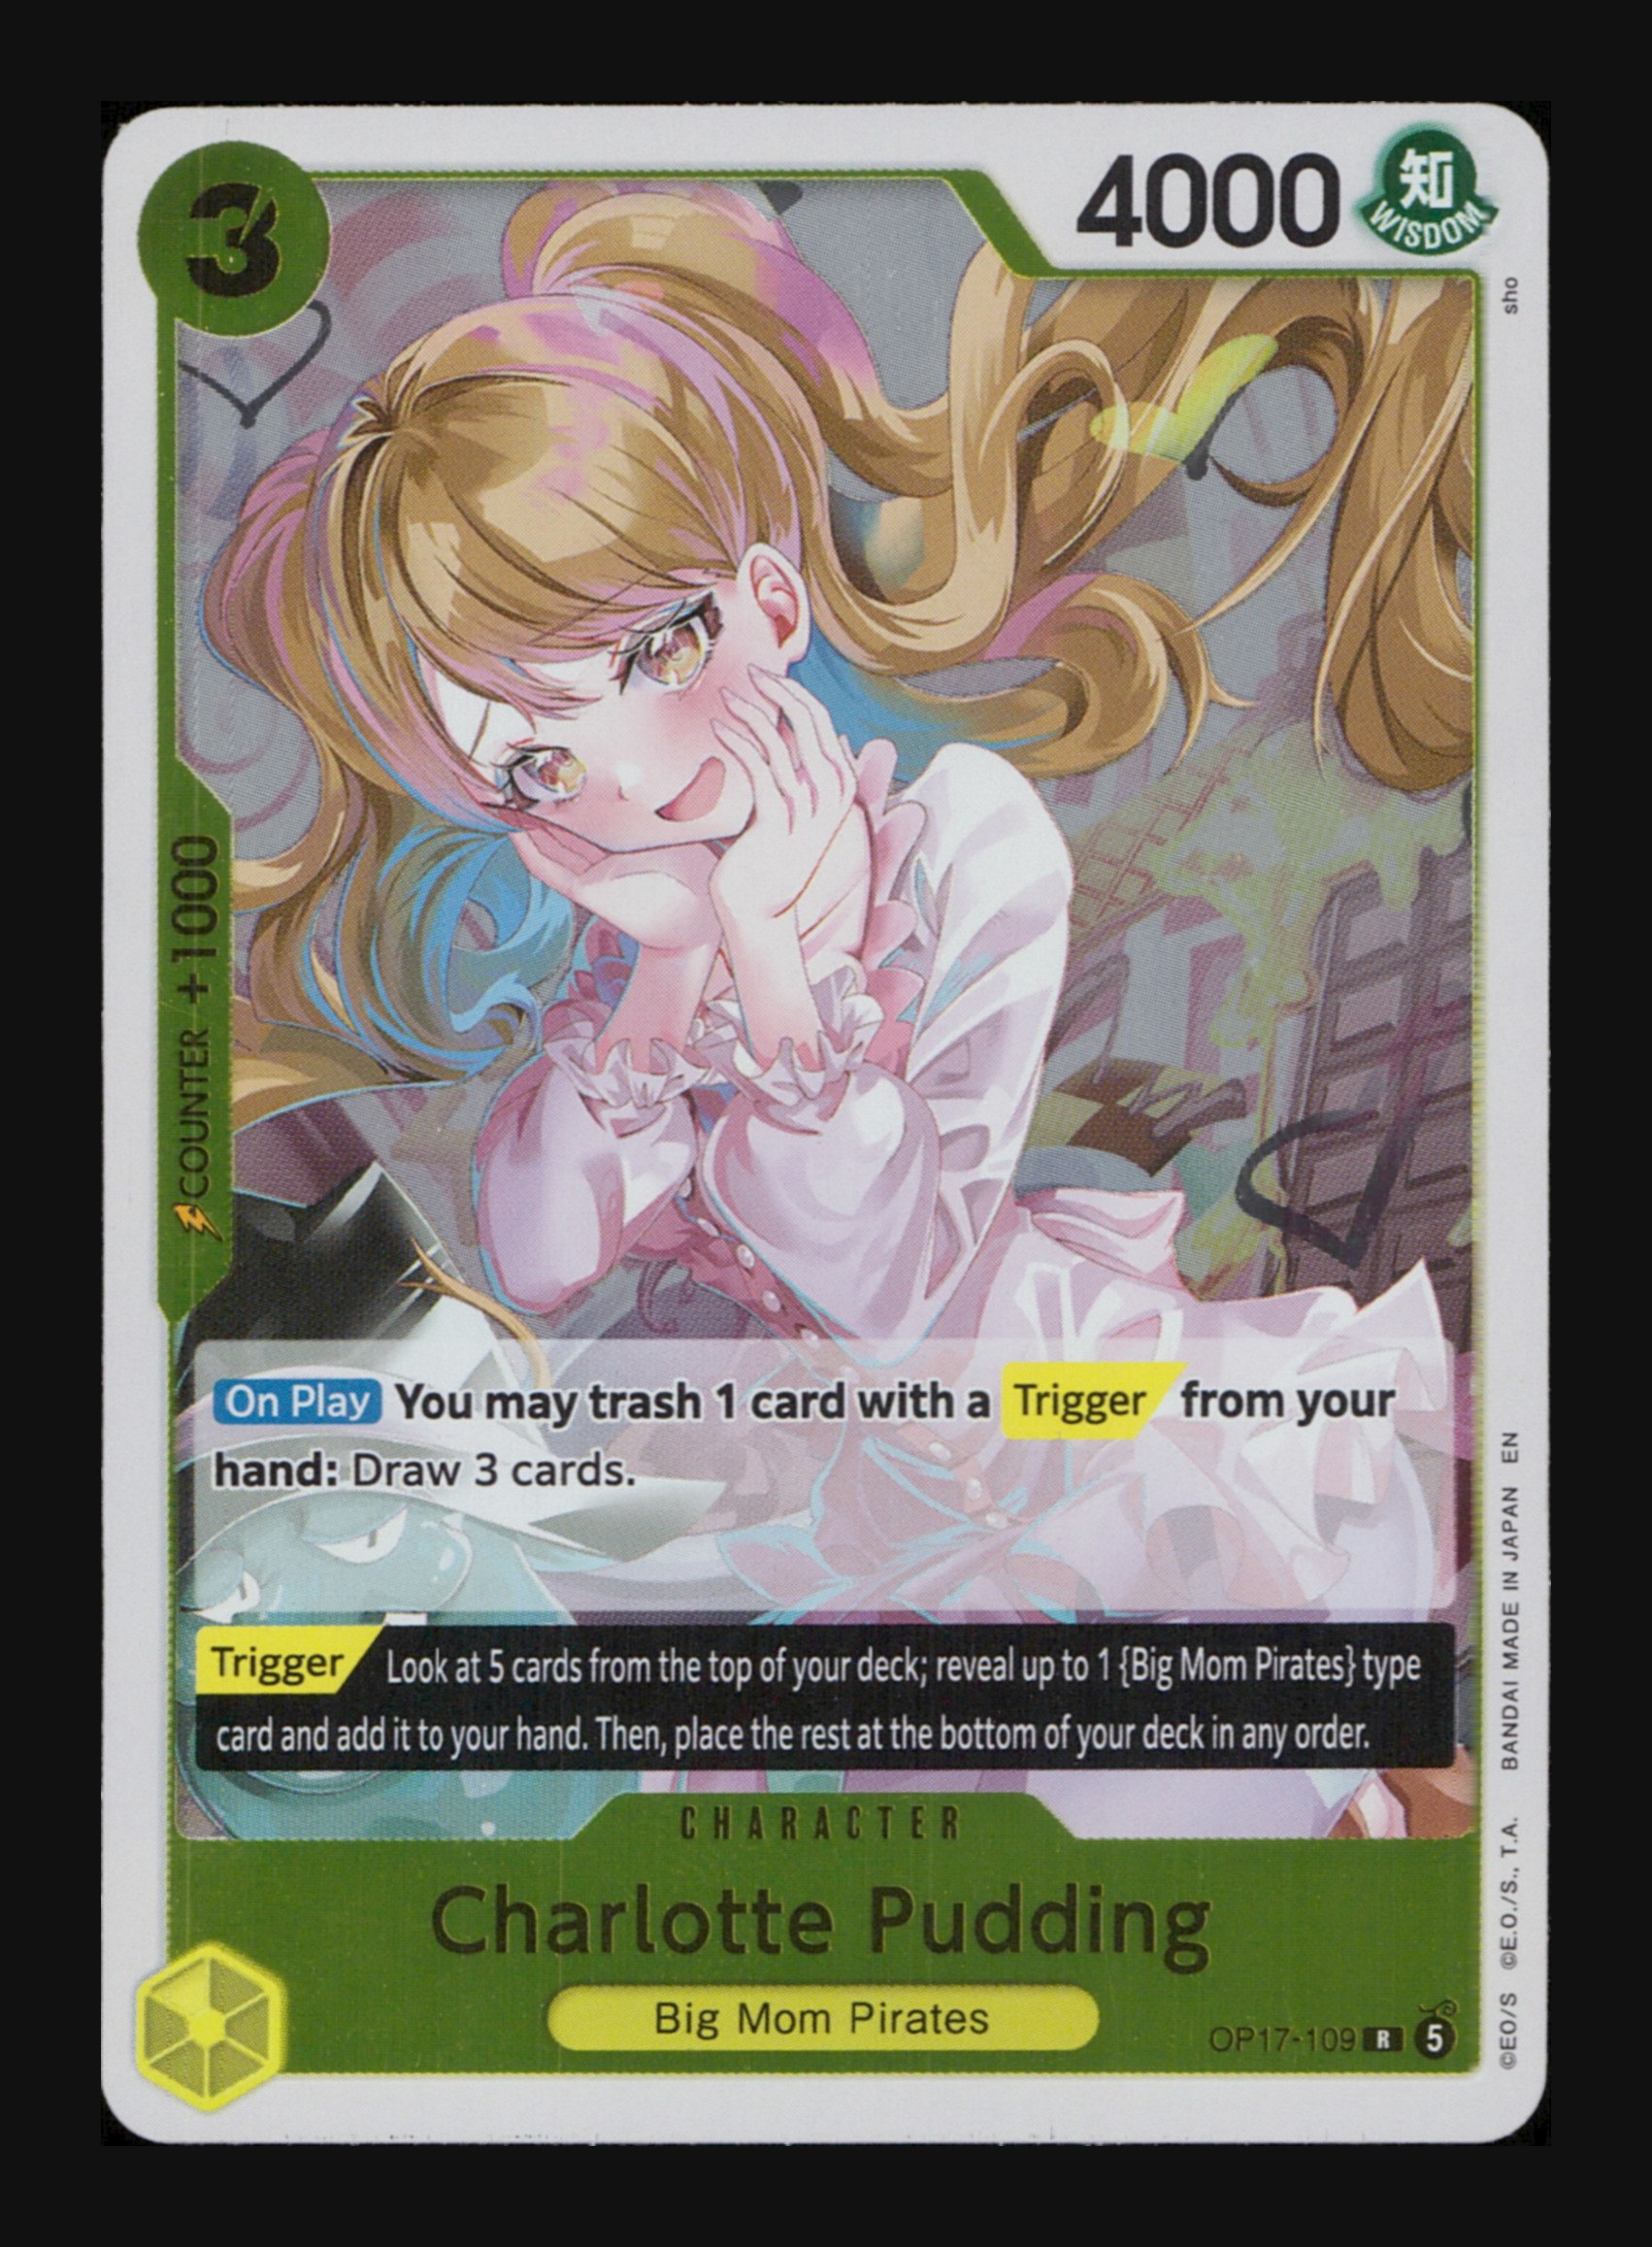 3
4000
知
WISDOM
sho
COUNTER +1000
On Play You may trash 1 card with a Trigger from your
hand: Draw 3 cards.
Trigger Look at 5 cards from the top of your deck; reveal up to 1 {Big Mom Pirates} type
card and add it to your hand. Then, place the rest at the bottom of your deck in any order.
CHARACTER
Charlotte Pudding
Big Mom Pirates
OP17-109 R 5
©EO/S ©E.O./S., T.A. BANDAI MADE IN JAPAN EN